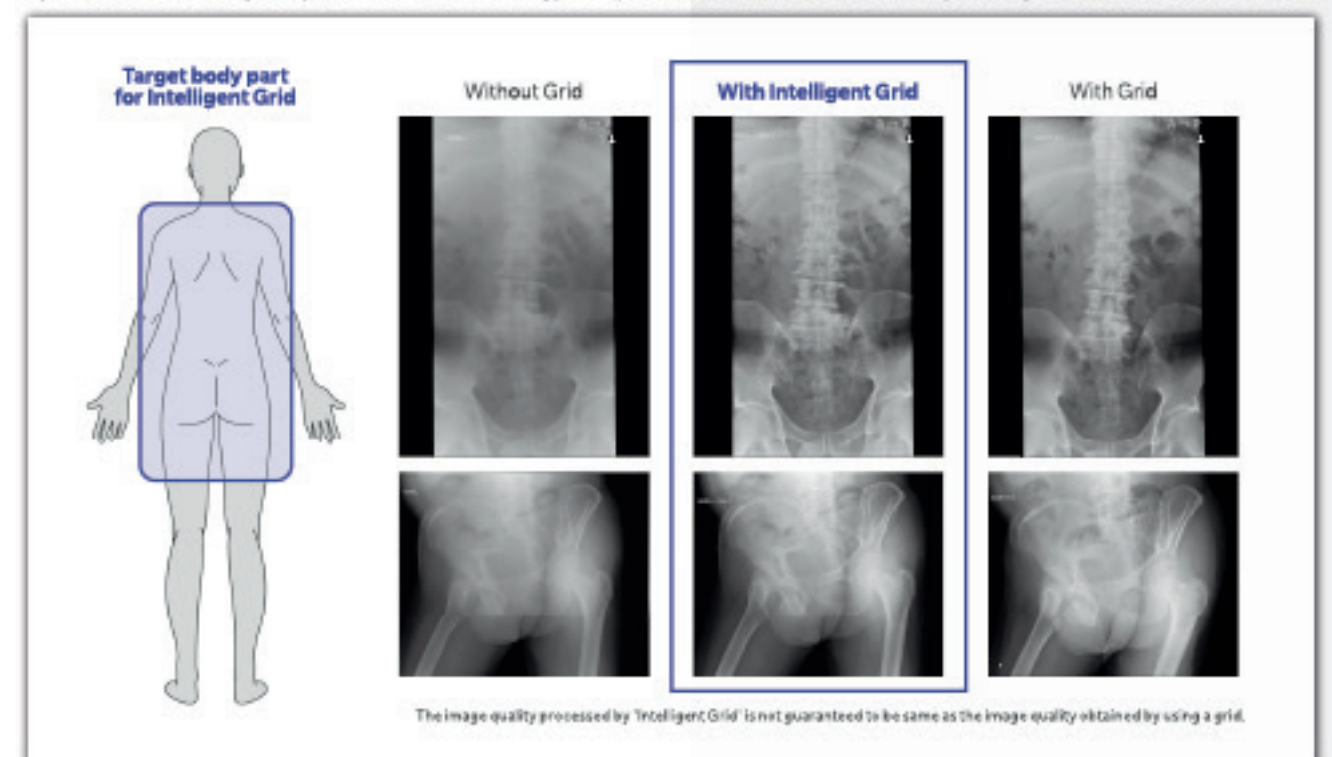 Target body part
for Intelligent Grid
Without Grid
With Intelligent Grid
With Grid
The image quality processed by 'Intelligent Grid' is not guaranteed to be same as the image quality obtained by using a grid.